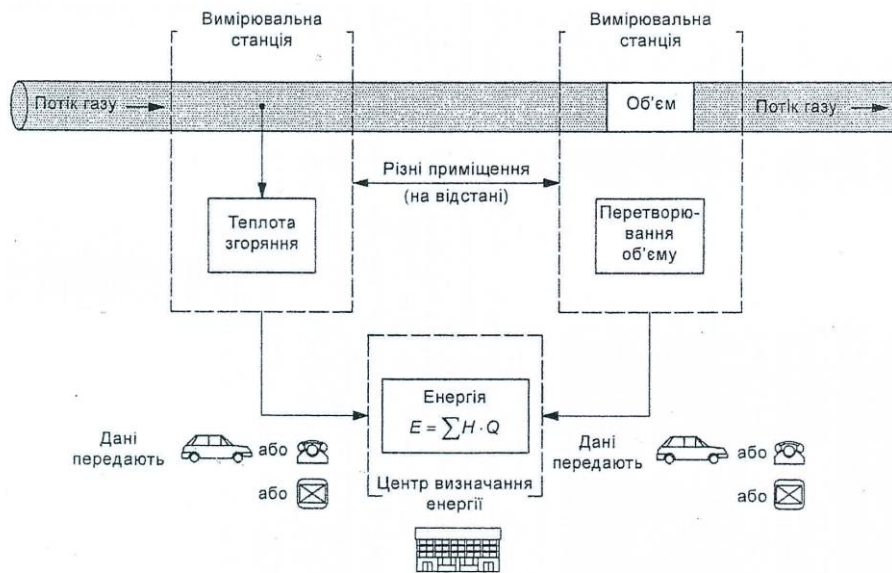 Вимірювальна
станція
Вимірювальна
станція
Потік газу
Об'єм
Потік газу
Різні приміщення
(на відстані)
Теплота
згоряння
Перетворю-
вання
об'єму
Енергія
E = ∑H · Q
Дані
передають
або
або
Дані
передають
або
або
Центр визначання
енергії